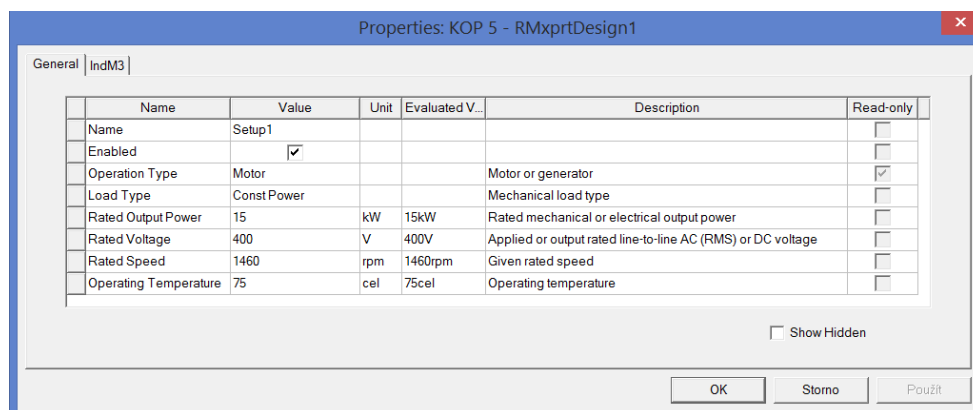 Properties: KOP 5 - RMxprtDesign1
General IndM3
Name Value Unit Evaluated V... Description Read-only
Name Setup1
Enabled
Operation Type Motor Motor or generator
Load Type Const Power Mechanical load type
Rated Output Power 15 kW 15kW Rated mechanical or electrical output power
Rated Voltage 400 V 400V Applied or output rated line-to-line AC (RMS) or DC voltage
Rated Speed 1460 rpm 1460rpm Given rated speed
Operating Temperature 75 cel 75cel Operating temperature
Show Hidden
OK Storno Použít